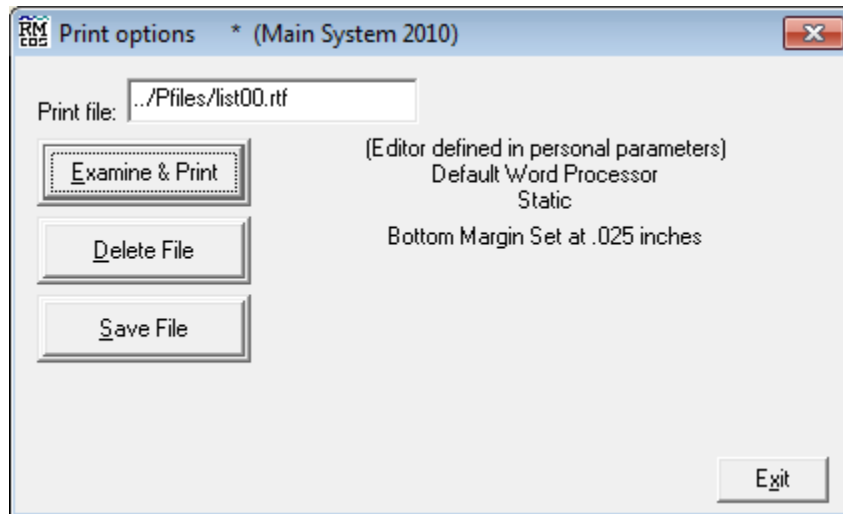 RM
COS
Print options * (Main System 2010)
Print file: ../Pfiles/list00.rtf
Examine & Print
(Editor defined in personal parameters)
Default Word Processor
Static
Delete File
Bottom Margin Set at .025 inches
Save File
Exit